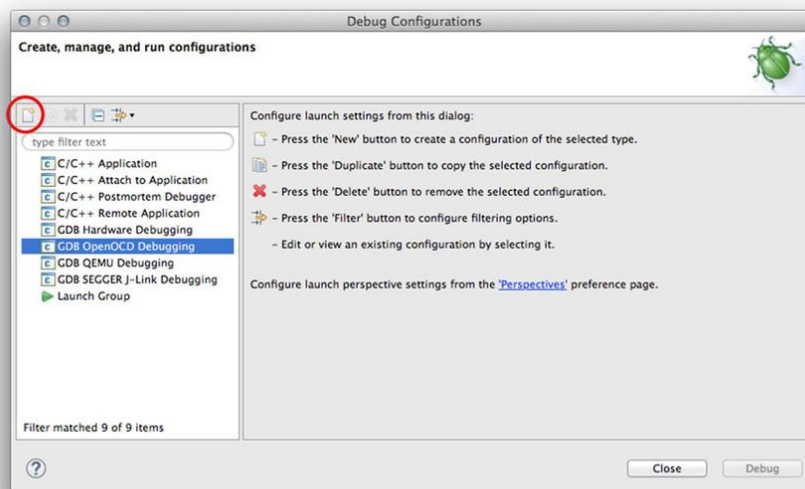 Debug Configurations
Create, manage, and run configurations
type filter text
C/C++ Application
C/C++ Attach to Application
C/C++ Postmortem Debugger
C/C++ Remote Application
GDB Hardware Debugging
GDB OpenOCD Debugging
GDB QEMU Debugging
GDB SEGGER J-Link Debugging
Launch Group
Filter matched 9 of 9 items
Configure launch settings from this dialog:
- Press the 'New' button to create a configuration of the selected type.
- Press the 'Duplicate' button to copy the selected configuration.
- Press the 'Delete' button to remove the selected configuration.
- Press the 'Filter' button to configure filtering options.
- Edit or view an existing configuration by selecting it.
Configure launch perspective settings from the 'Perspectives' preference page.
?
Close
Debug